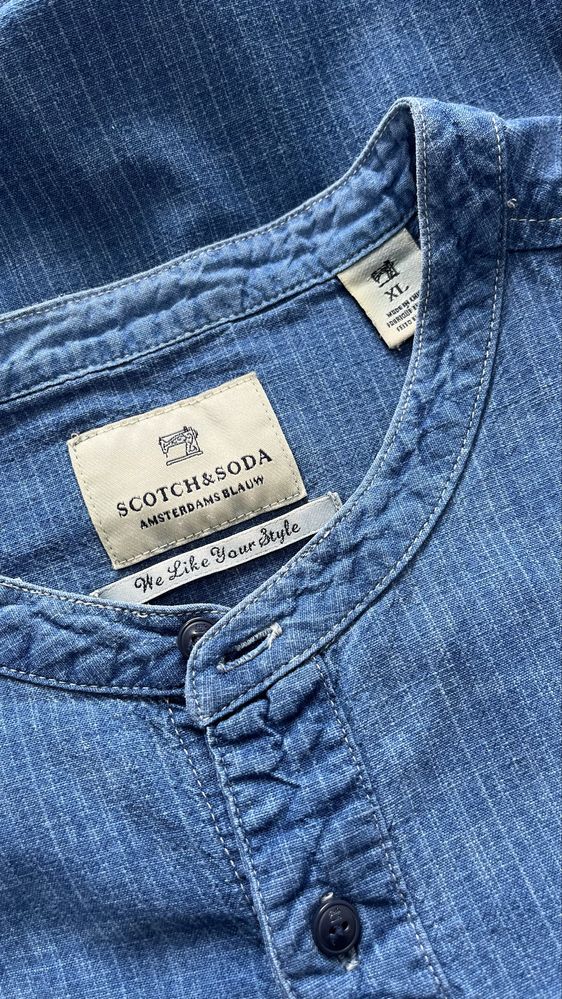 XL
SCOTCH&SODA
AMSTERDAMS BLAUW
We Like Your Style